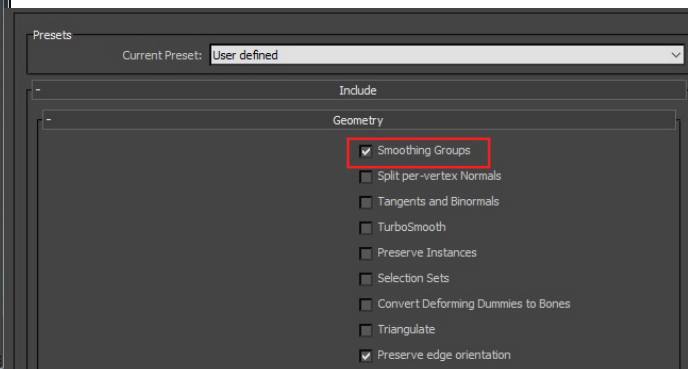 Presets
Current Preset: User defined
- Include
- Geometry
Smoothing Groups
Split per-vertex Normals
Tangents and Binormals
TurboSmooth
Preserve Instances
Selection Sets
Convert Deforming Dummies to Bones
Triangulate
Preserve edge orientation